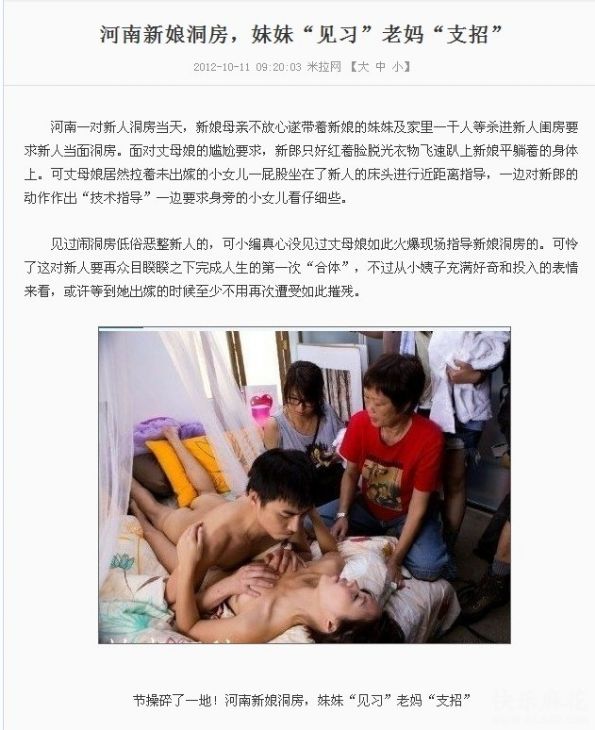 河南新娘洞房，妹妹“见习”老妈“支招”
2012-10-11 09:20:03 米拉网 【大 中 小】
河南一对新人洞房当天，新娘母亲不放心遂带着新娘的妹妹及家里一干人等杀进新人闺房要
求新人当面洞房。面对丈母娘的尴尬要求，新郎只好红着脸脱光衣物飞速趴上新娘平躺着的身体
上。可丈母娘居然拉着未出嫁的小女儿一屁股坐在了新人的床头进行近距离指导，一边对新郎的
动作作出“技术指导”一边要求身旁的小女儿看仔细些。
见过闹洞房低俗恶整新人的，可小编真心没见过丈母娘如此火爆现场指导新娘洞房的。可怜
了这对新人要再众目睽睽之下完成人生的第一次“合体”，不过从小姨子充满好奇和投入的表情
来看，或许等到她出嫁的时候至少不用再次遭受如此摧残。
节操碎了一地！河南新娘洞房，妹妹“见习”老妈“支招”
快乐麻花